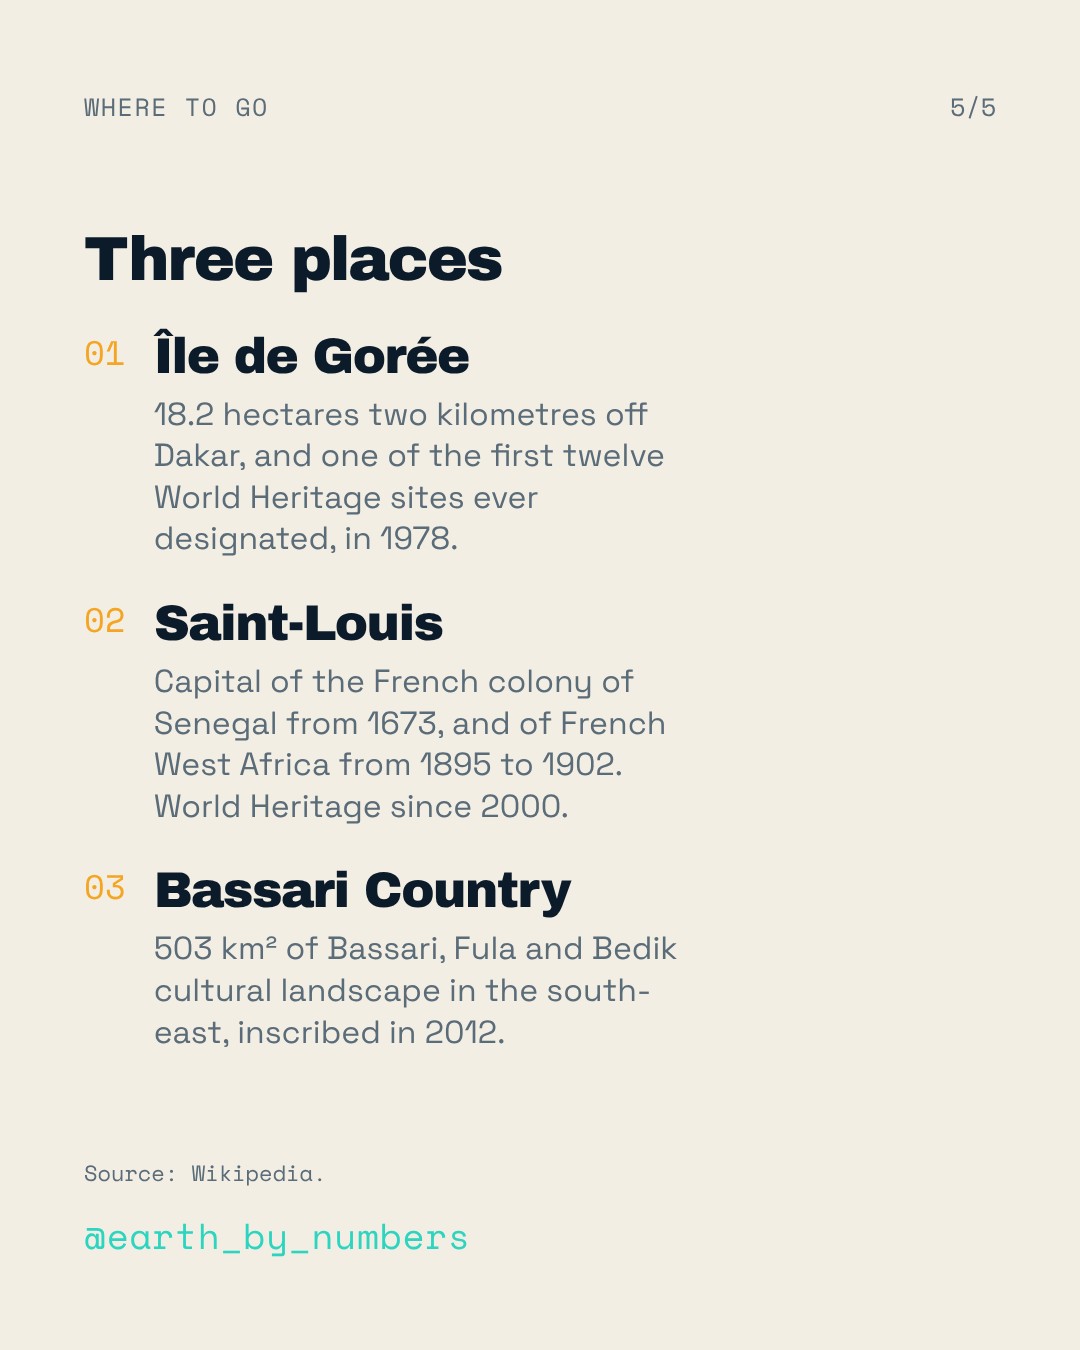 WHERE TO GO
5/5
Three places
01 Île de Gorée
18.2 hectares two kilometres off
Dakar, and one of the first twelve
World Heritage sites ever
designated, in 1978.
02 Saint-Louis
Capital of the French colony of
Senegal from 1673, and of French
West Africa from 1895 to 1902.
World Heritage since 2000.
03 Bassari Country
503 km² of Bassari, Fula and Bedik
cultural landscape in the south-
east, inscribed in 2012.
Source: Wikipedia.
@earth_by_numbers